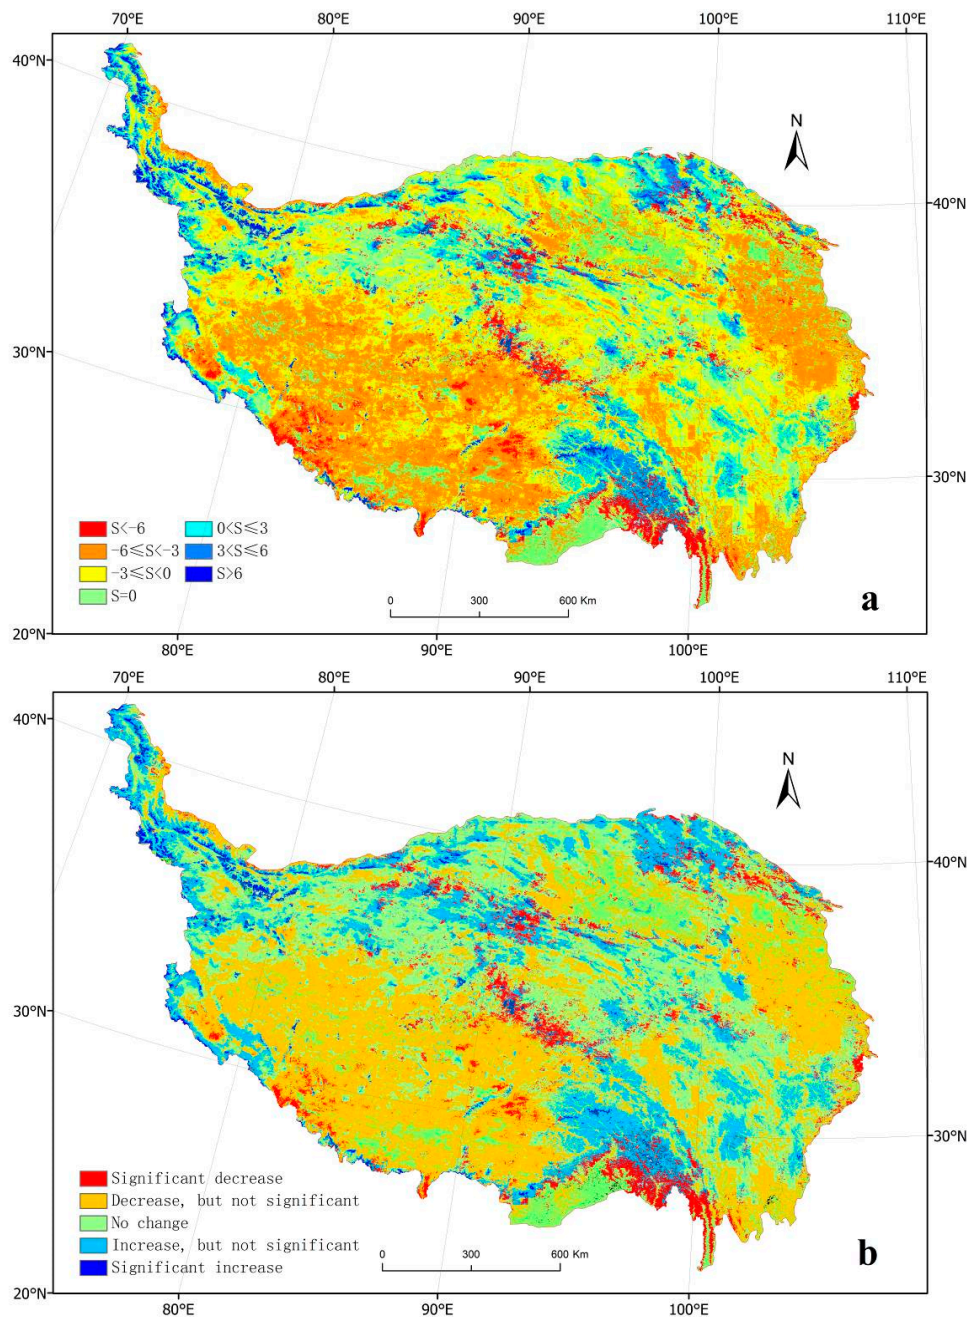 70°E 80°E 90°E 100°E 110°E
40°N
N
40°N
30°N
30°N
S<-6 0<S≤3
-6≤S<-3 3<S≤6
-3≤S<0 S>6
S=0
0 300 600 Km
a
20°N
80°E 90°E 100°E
70°E 80°E 90°E 100°E 110°E
40°N
N
40°N
30°N
30°N
Significant decrease
Decrease, but not significant
No change
Increase, but not significant
Significant increase
0 300 600 Km
b
20°N
80°E 90°E 100°E